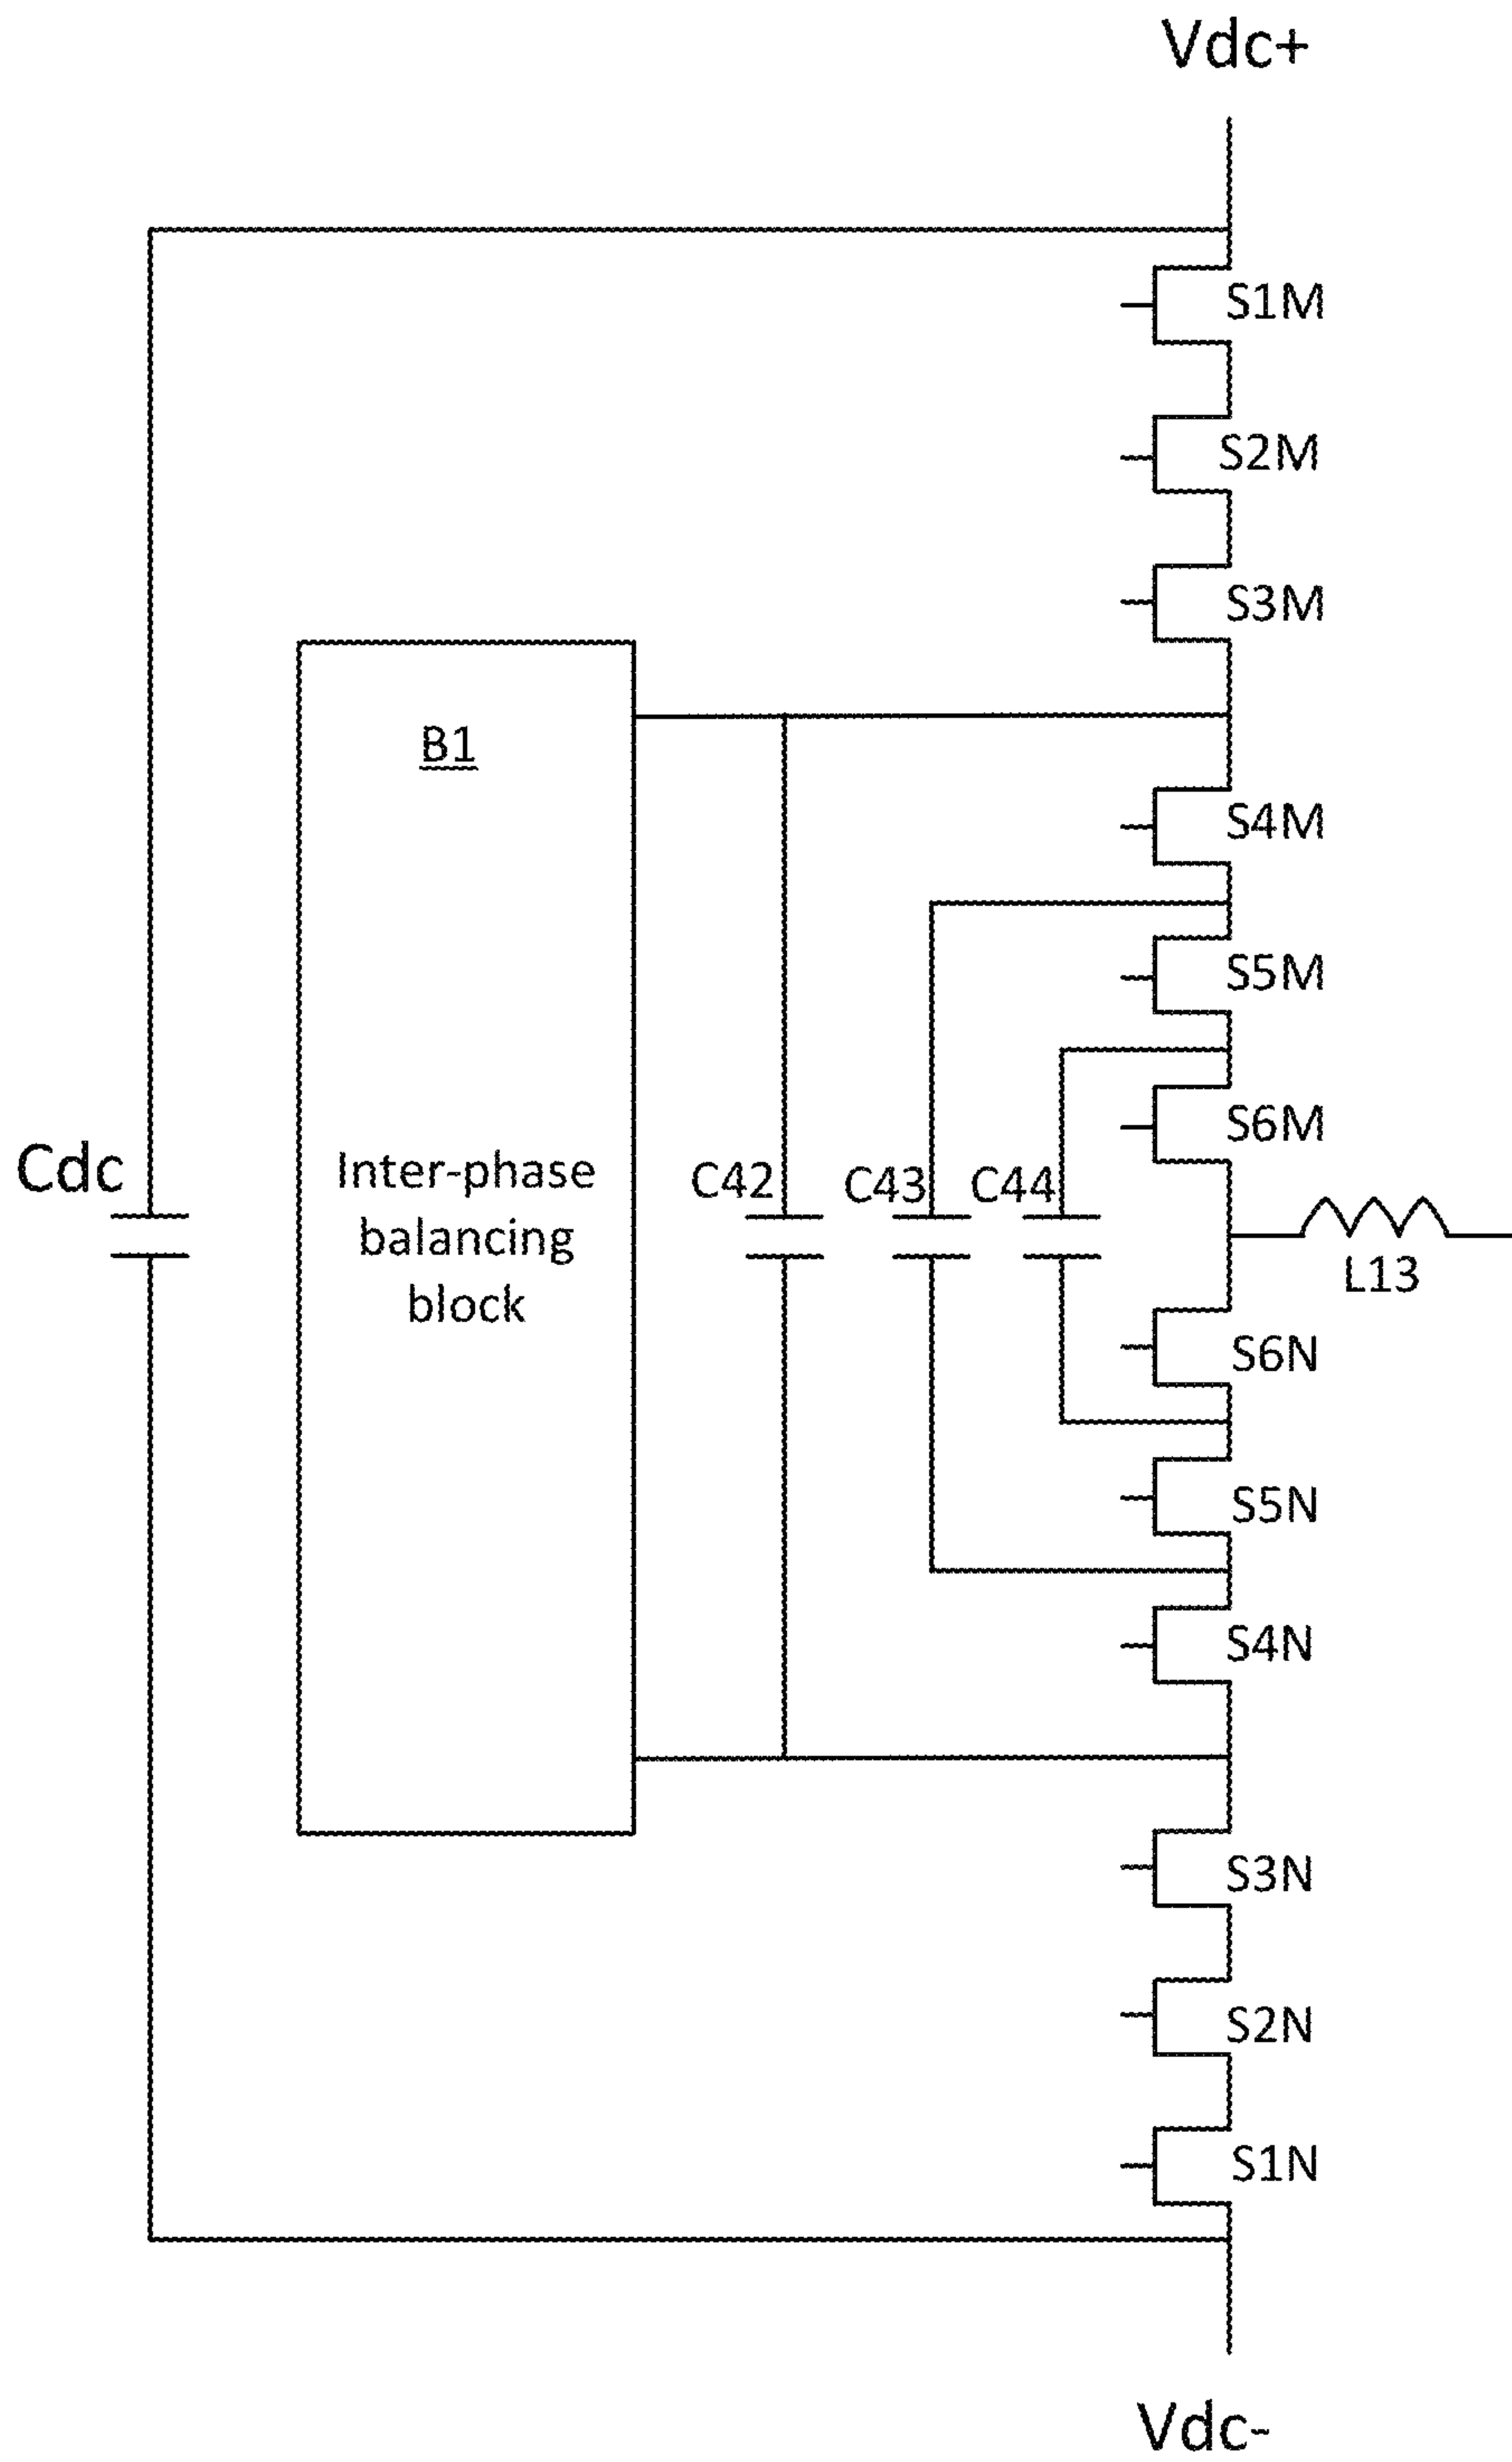 Vdc+
S1M
S2M
S3M
B1
S4M
S5M
S6M
Cdc
Inter-phase
balancing
block
C42
C43
C44
L13
S6N
S5N
S4N
S3N
S2N
S1N
Vdc-